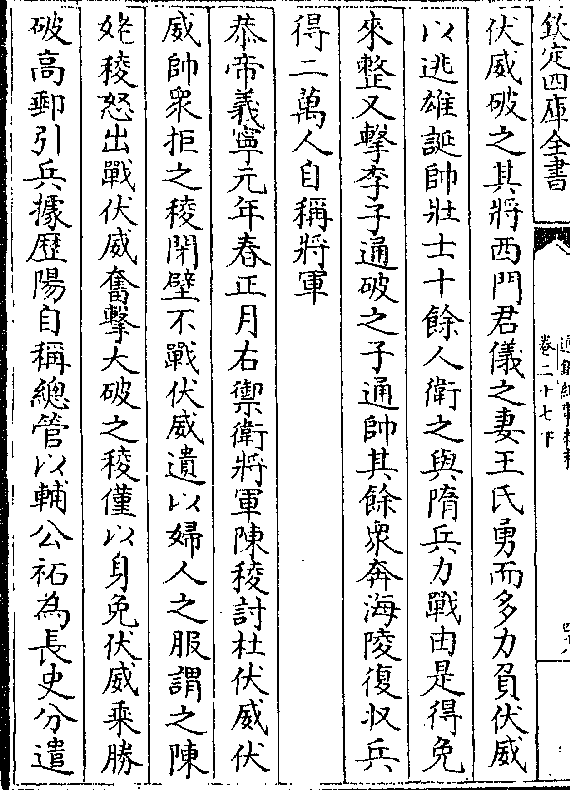 欽定四庫全書
卷二十七下
伏威破之其將西門君儀之妻王氏勇而多力負伏威
以逃雄誕帥壯士十餘人衛之與隋兵力戰由是得免
來整又擊李子通破之子通帥其餘衆奔海陵復収兵
得二萬人自稱將軍
恭帝義寧元年春正月右禦衛將軍陳稜討杜伏威伏
威帥衆拒之稜閉壁不戰伏威遺以婦人之服謂之陳
姥稜怒出戰伏威奮擊大破之稜僅以身免伏威乘勝
破高郵引兵據歴陽自稱總管以輔公祏為長史分遣